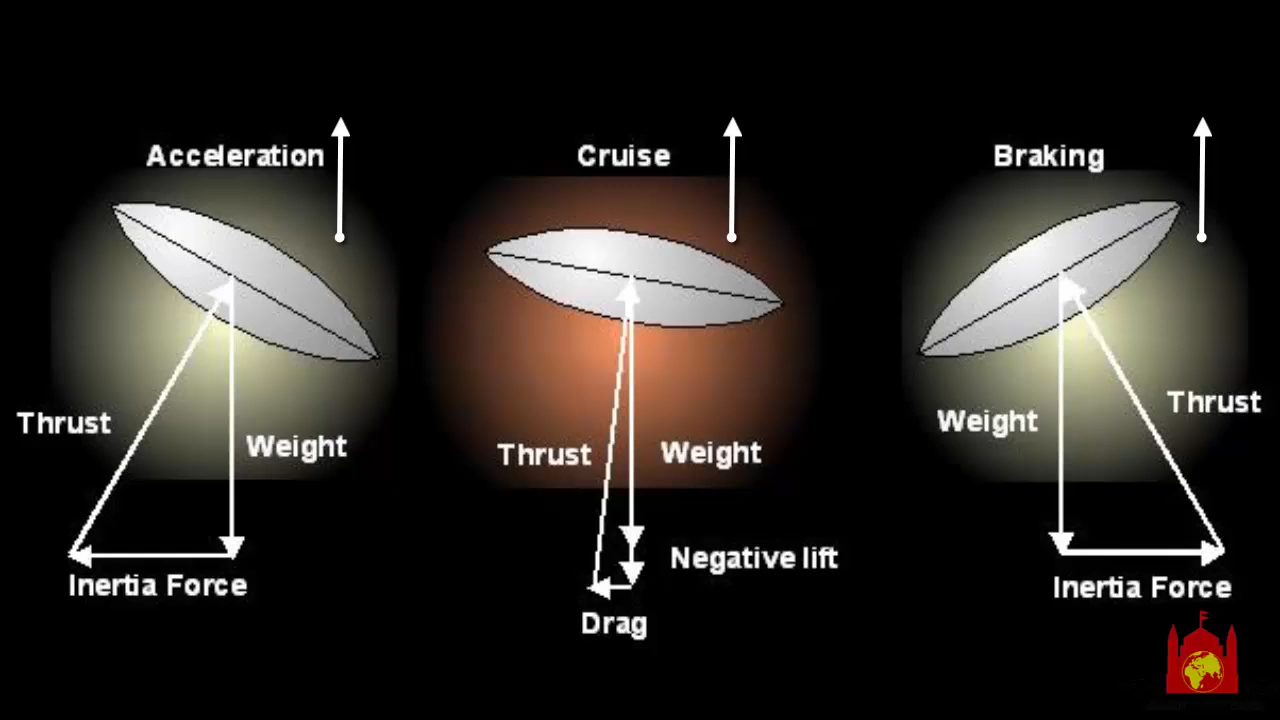 Acceleration
Cruise
Braking
Thrust
Weight
Thrust
Weight
Weight
Thrust
Inertia Force
Negative lift
Drag
Inertia Force